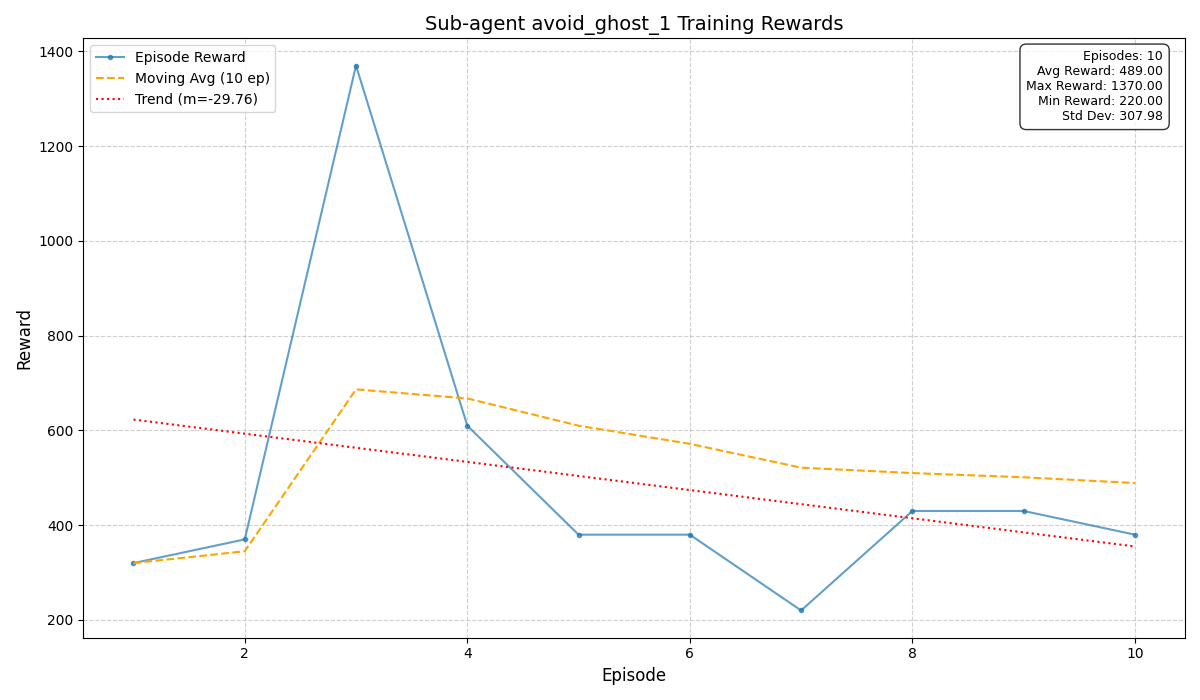 Sub-agent avoid_ghost_1 Training Rewards
Episode Reward
Moving Avg (10 ep)
Trend (m=-29.76)
Episodes: 10
Avg Reward: 489.00
Max Reward: 1370.00
Min Reward: 220.00
Std Dev: 307.98
Reward
1400
1200
1000
800
600
400
200
2
4
6
8
10
Episode